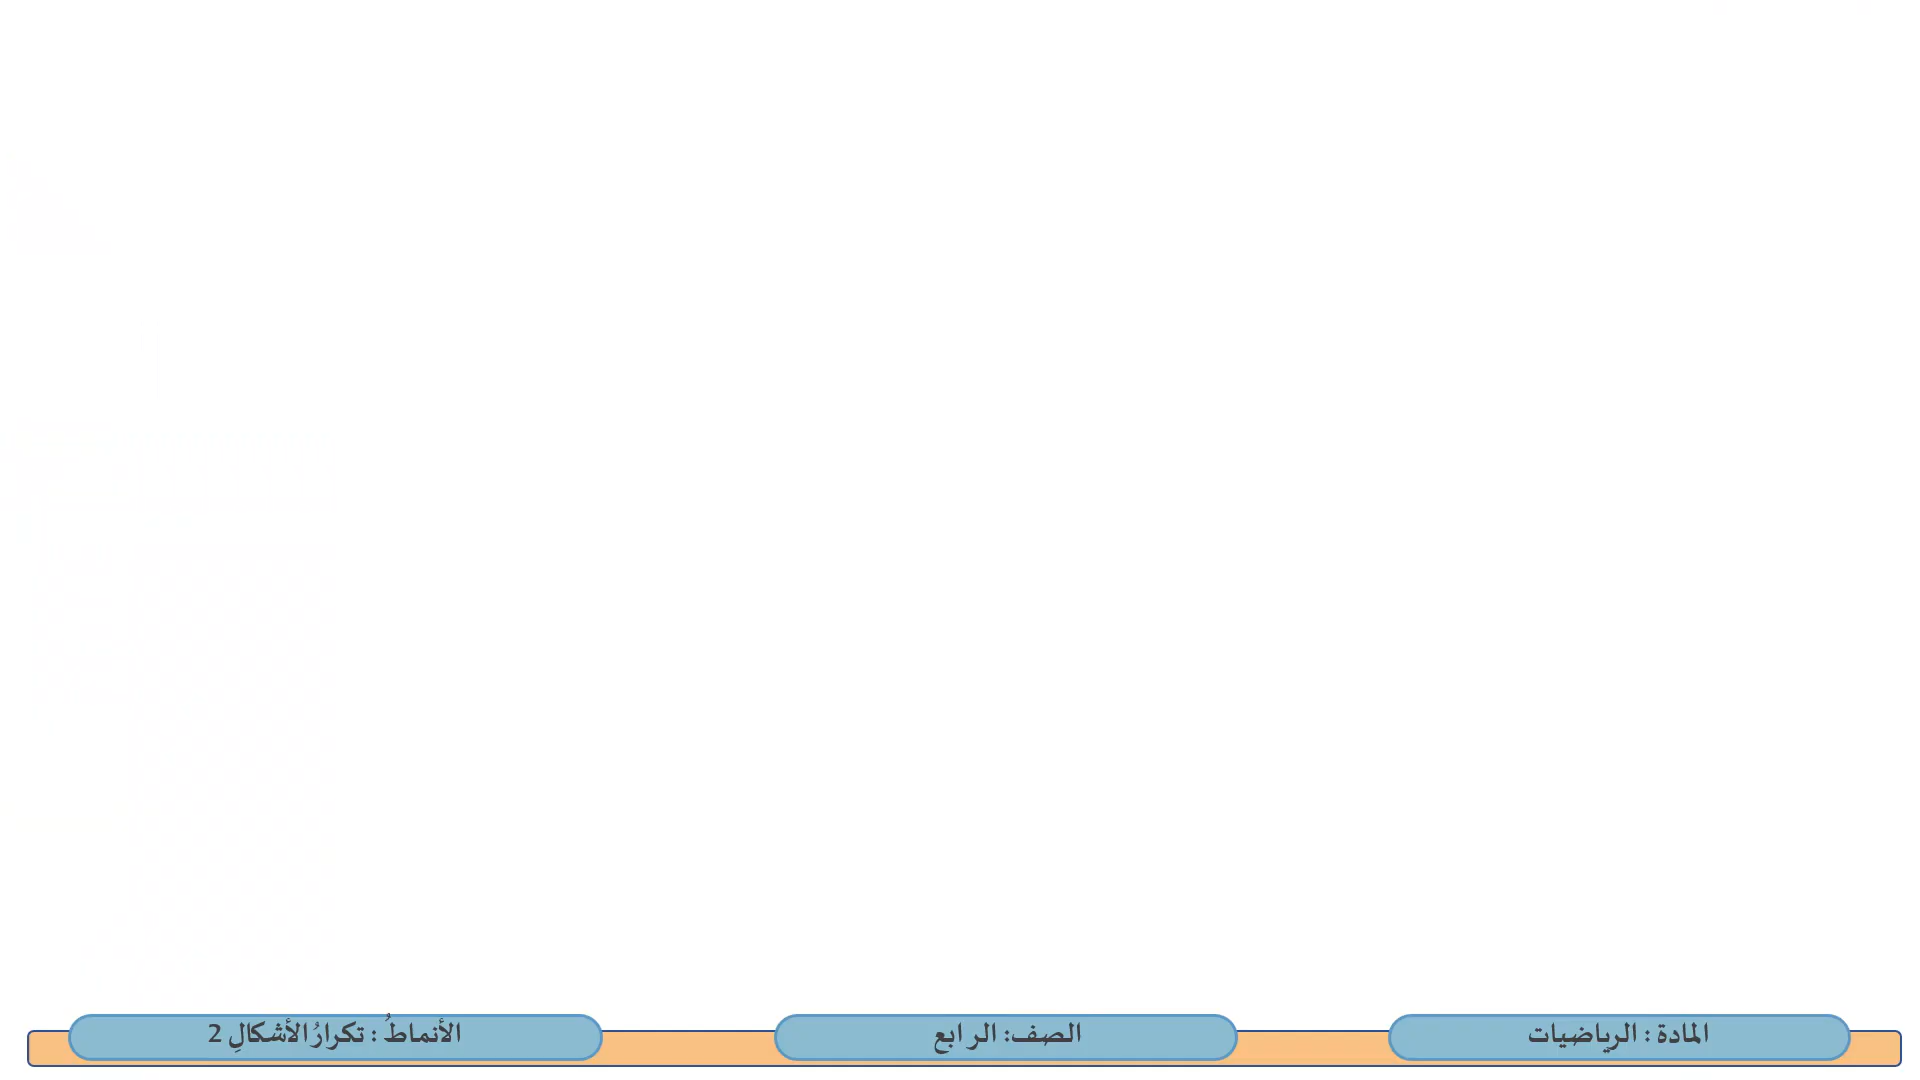 المادة : الرياضيات
الصف: الرابع
الأنماطُ : تكرارُ الأشكالِ 2